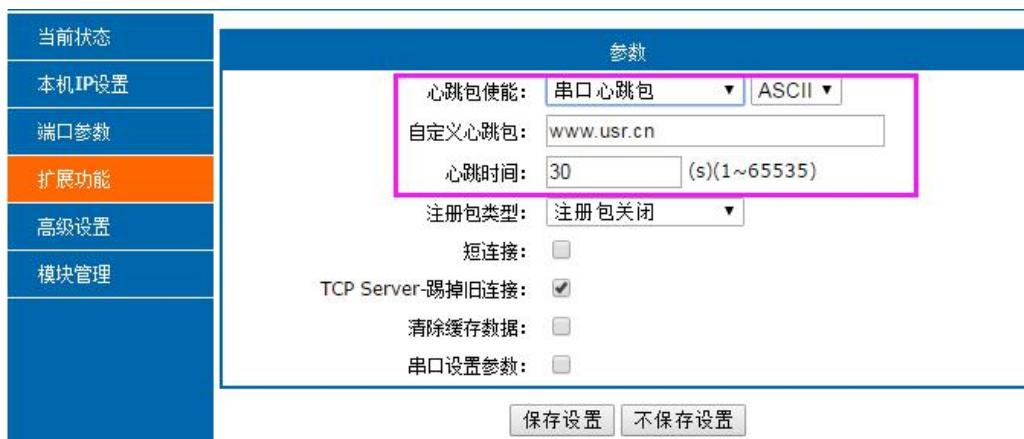 当前状态
本机IP设置
端口参数
扩展功能
高级设置
模块管理
参数
心跳包使能： 串口心跳包 ASCII
自定义心跳包： www.usr.cn
心跳时间： 30 (s)(1~65535)
注册包类型： 注册包关闭
短连接：
TCP Server-踢掉旧连接：
清除缓存数据：
串口设置参数：
保存设置 不保存设置